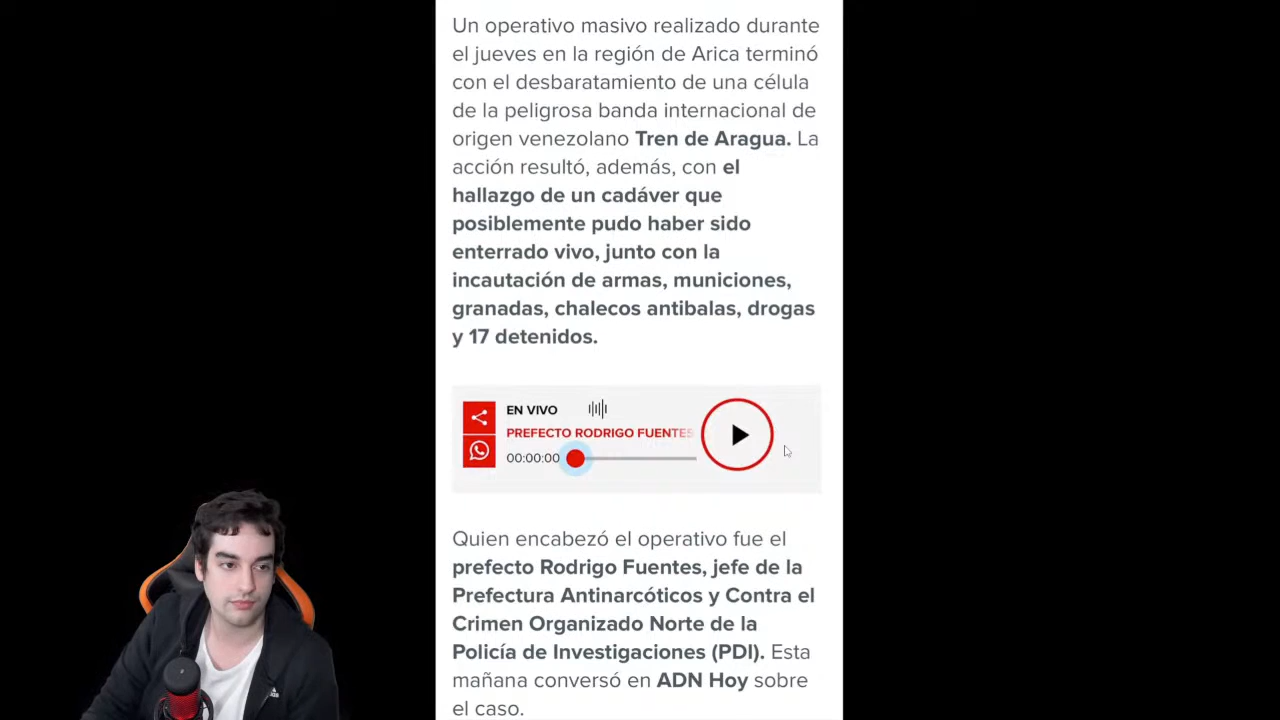 Un operativo masivo realizado durante
el jueves en la región de Arica terminó
con el desbaratamiento de una célula
de la peligrosa banda internacional de
origen venezolano Tren de Aragua. La
acción resultó, además, con el
hallazgo de un cadáver que
posiblemente pudo haber sido
enterrado vivo, junto con la
incautación de armas, municiones,
granadas, chalecos antibalas, drogas
y 17 detenidos.
EN VIVO
PREFECTO RODRIGO FUENTES
00:00:00
Quien encabezó el operativo fue el
prefecto Rodrigo Fuentes, jefe de la
Prefectura Antinarcóticos y Contra el
Crimen Organizado Norte de la
Policía de Investigaciones (PDI). Esta
mañana conversó en ADN Hoy sobre
el caso.